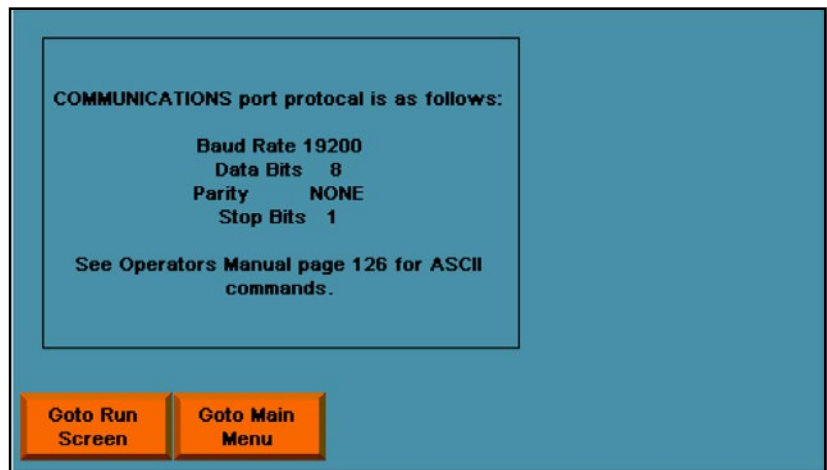 COMMUNICATIONS port protocal is as follows:
Baud Rate 19200
Data Bits 8
Parity NONE
Stop Bits 1
See Operators Manual page 126 for ASCII
commands.
Goto Run
Screen
Goto Main
Menu